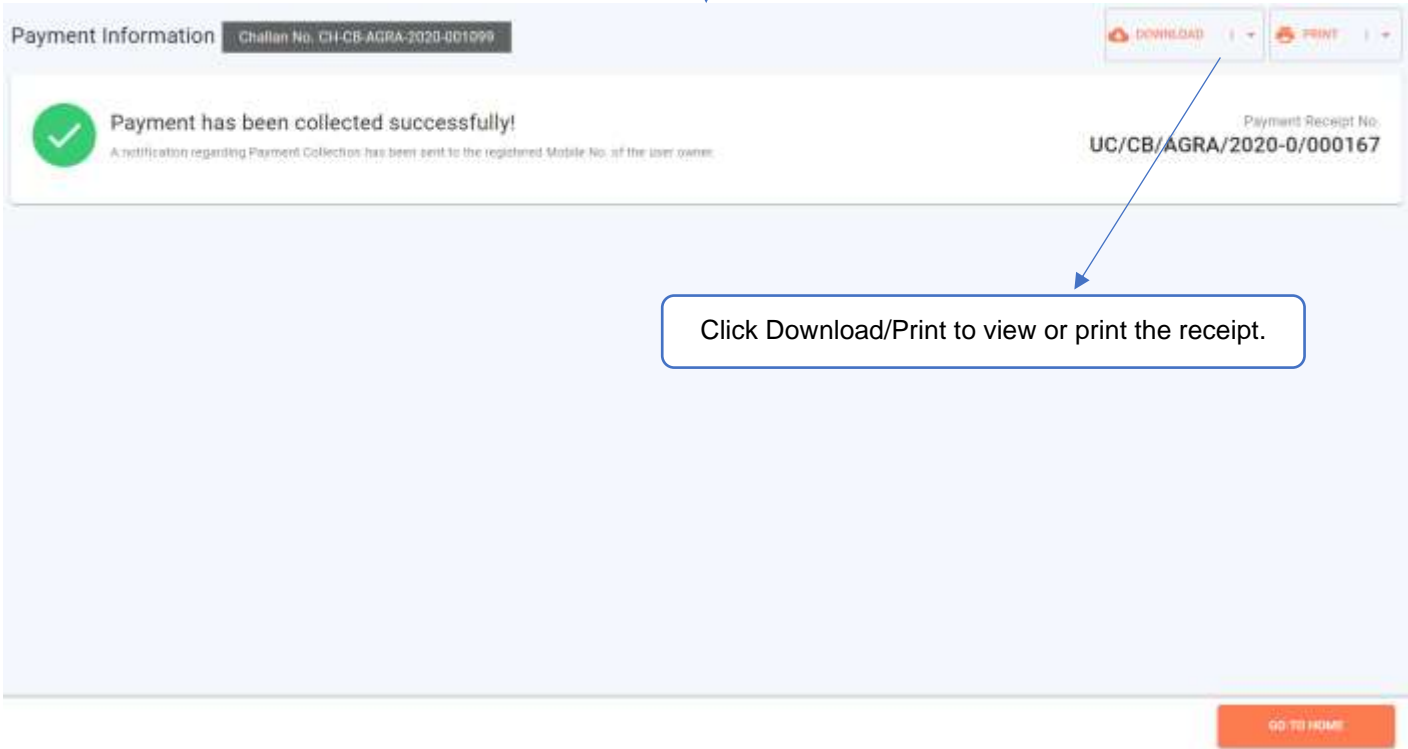 Payment Information
Challan No. CH-CB-AGRA-2020-001099
DOWNLOAD
PRINT
Payment has been collected successfully!
A notification regarding Payment Collection has been sent to the registered Mobile No. of the user owner.
Payment Receipt No.
UC/CB/AGRA/2020-0/000167
Click Download/Print to view or print the receipt.
GO TO HOME